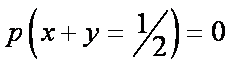 p(x + y = 1/2) = 0